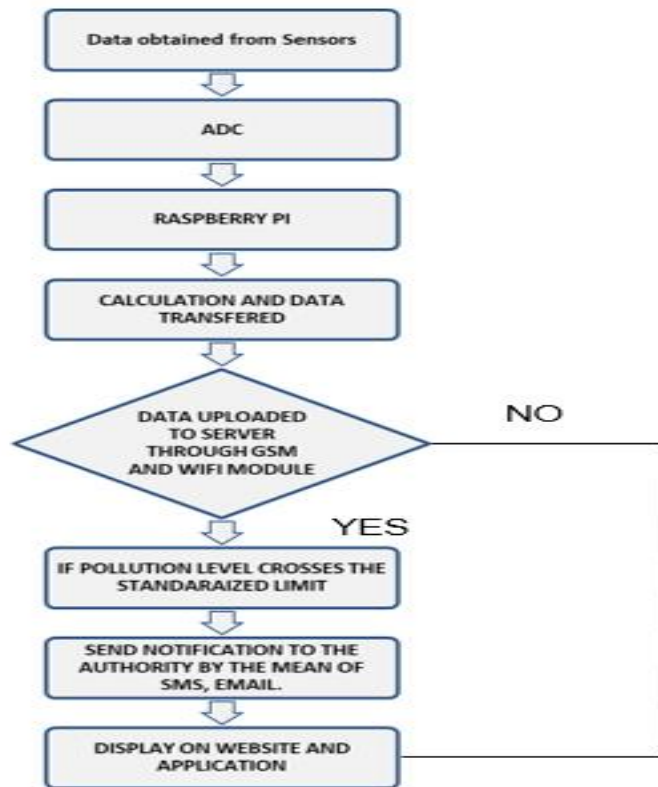 Data obtained from Sensors
ADC
RASPBERRY PI
CALCULATION AND DATA
TRANSFERED
DATA UPLOADED
TO SERVER
THROUGH GSM
AND WIFI MODULE
NO
YES
IF POLLUTION LEVEL CROSSES THE
STANDARAIZED LIMIT
SEND NOTIFICATION TO THE
AUTHORITY BY THE MEAN OF
SMS, EMAIL.
DISPLAY ON WEBSITE AND
APPLICATION